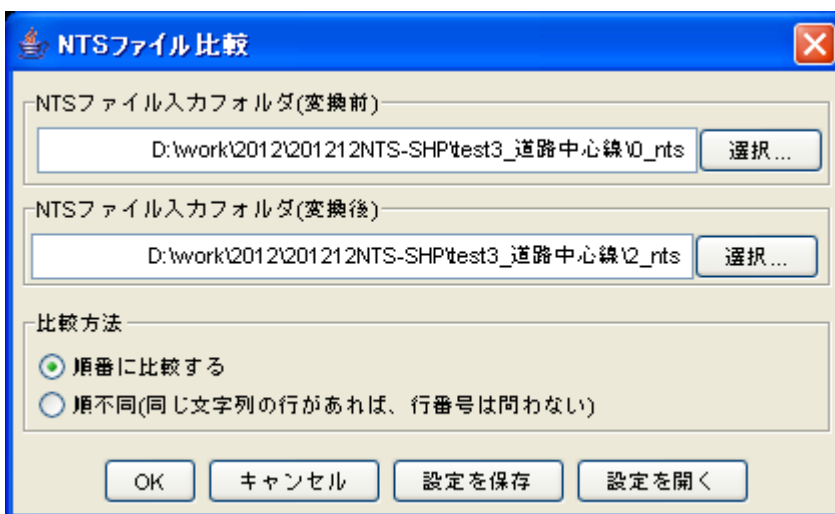 NTSファイル比較
NTSファイル入力フォルダ(変換前)
D:\work\2012\201212NTS-SHP\test3_道路中心線\0_nts 選択...
NTSファイル入力フォルダ(変換後)
D:\work\2012\201212NTS-SHP\test3_道路中心線\2_nts 選択...
比較方法
順番に比較する
順不同(同じ文字列の行があれば、行番号は問わない)
OK キャンセル 設定を保存 設定を開く